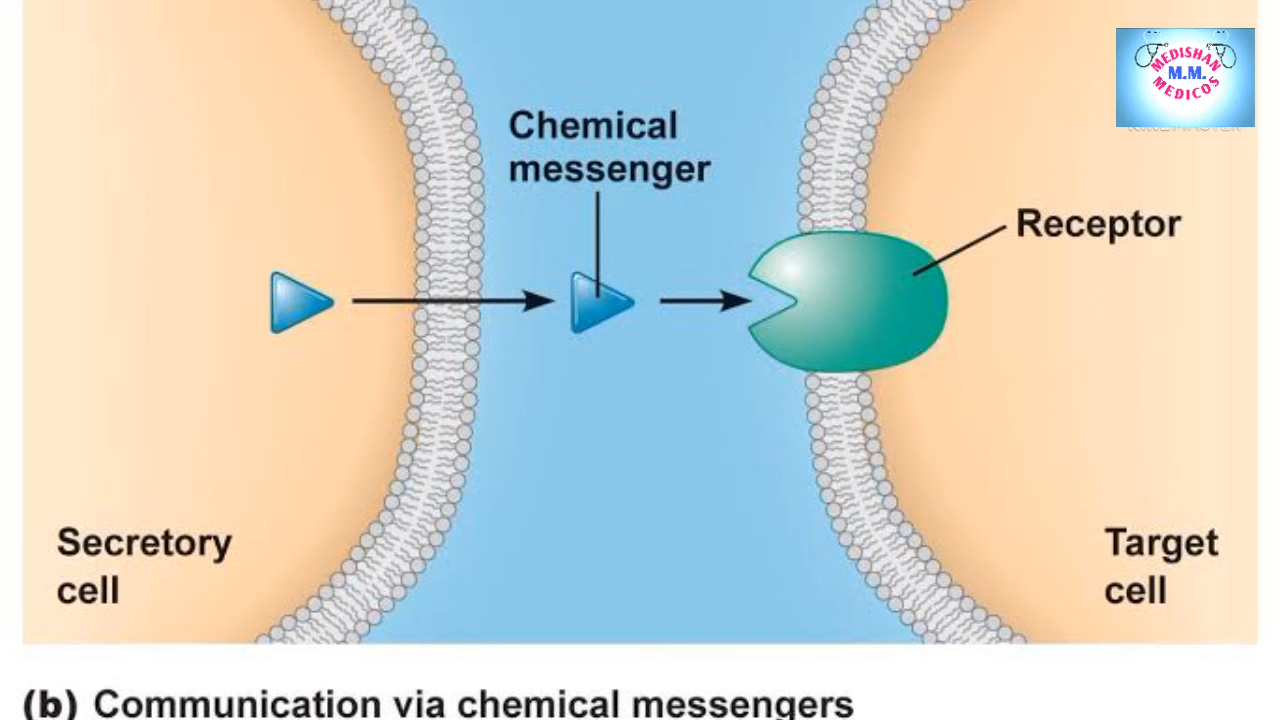 MEDISHAN
M.M.
MEDICOS
Chemical
messenger
Receptor
Secretory
cell
Target
cell
(b) Communication via chemical messengers